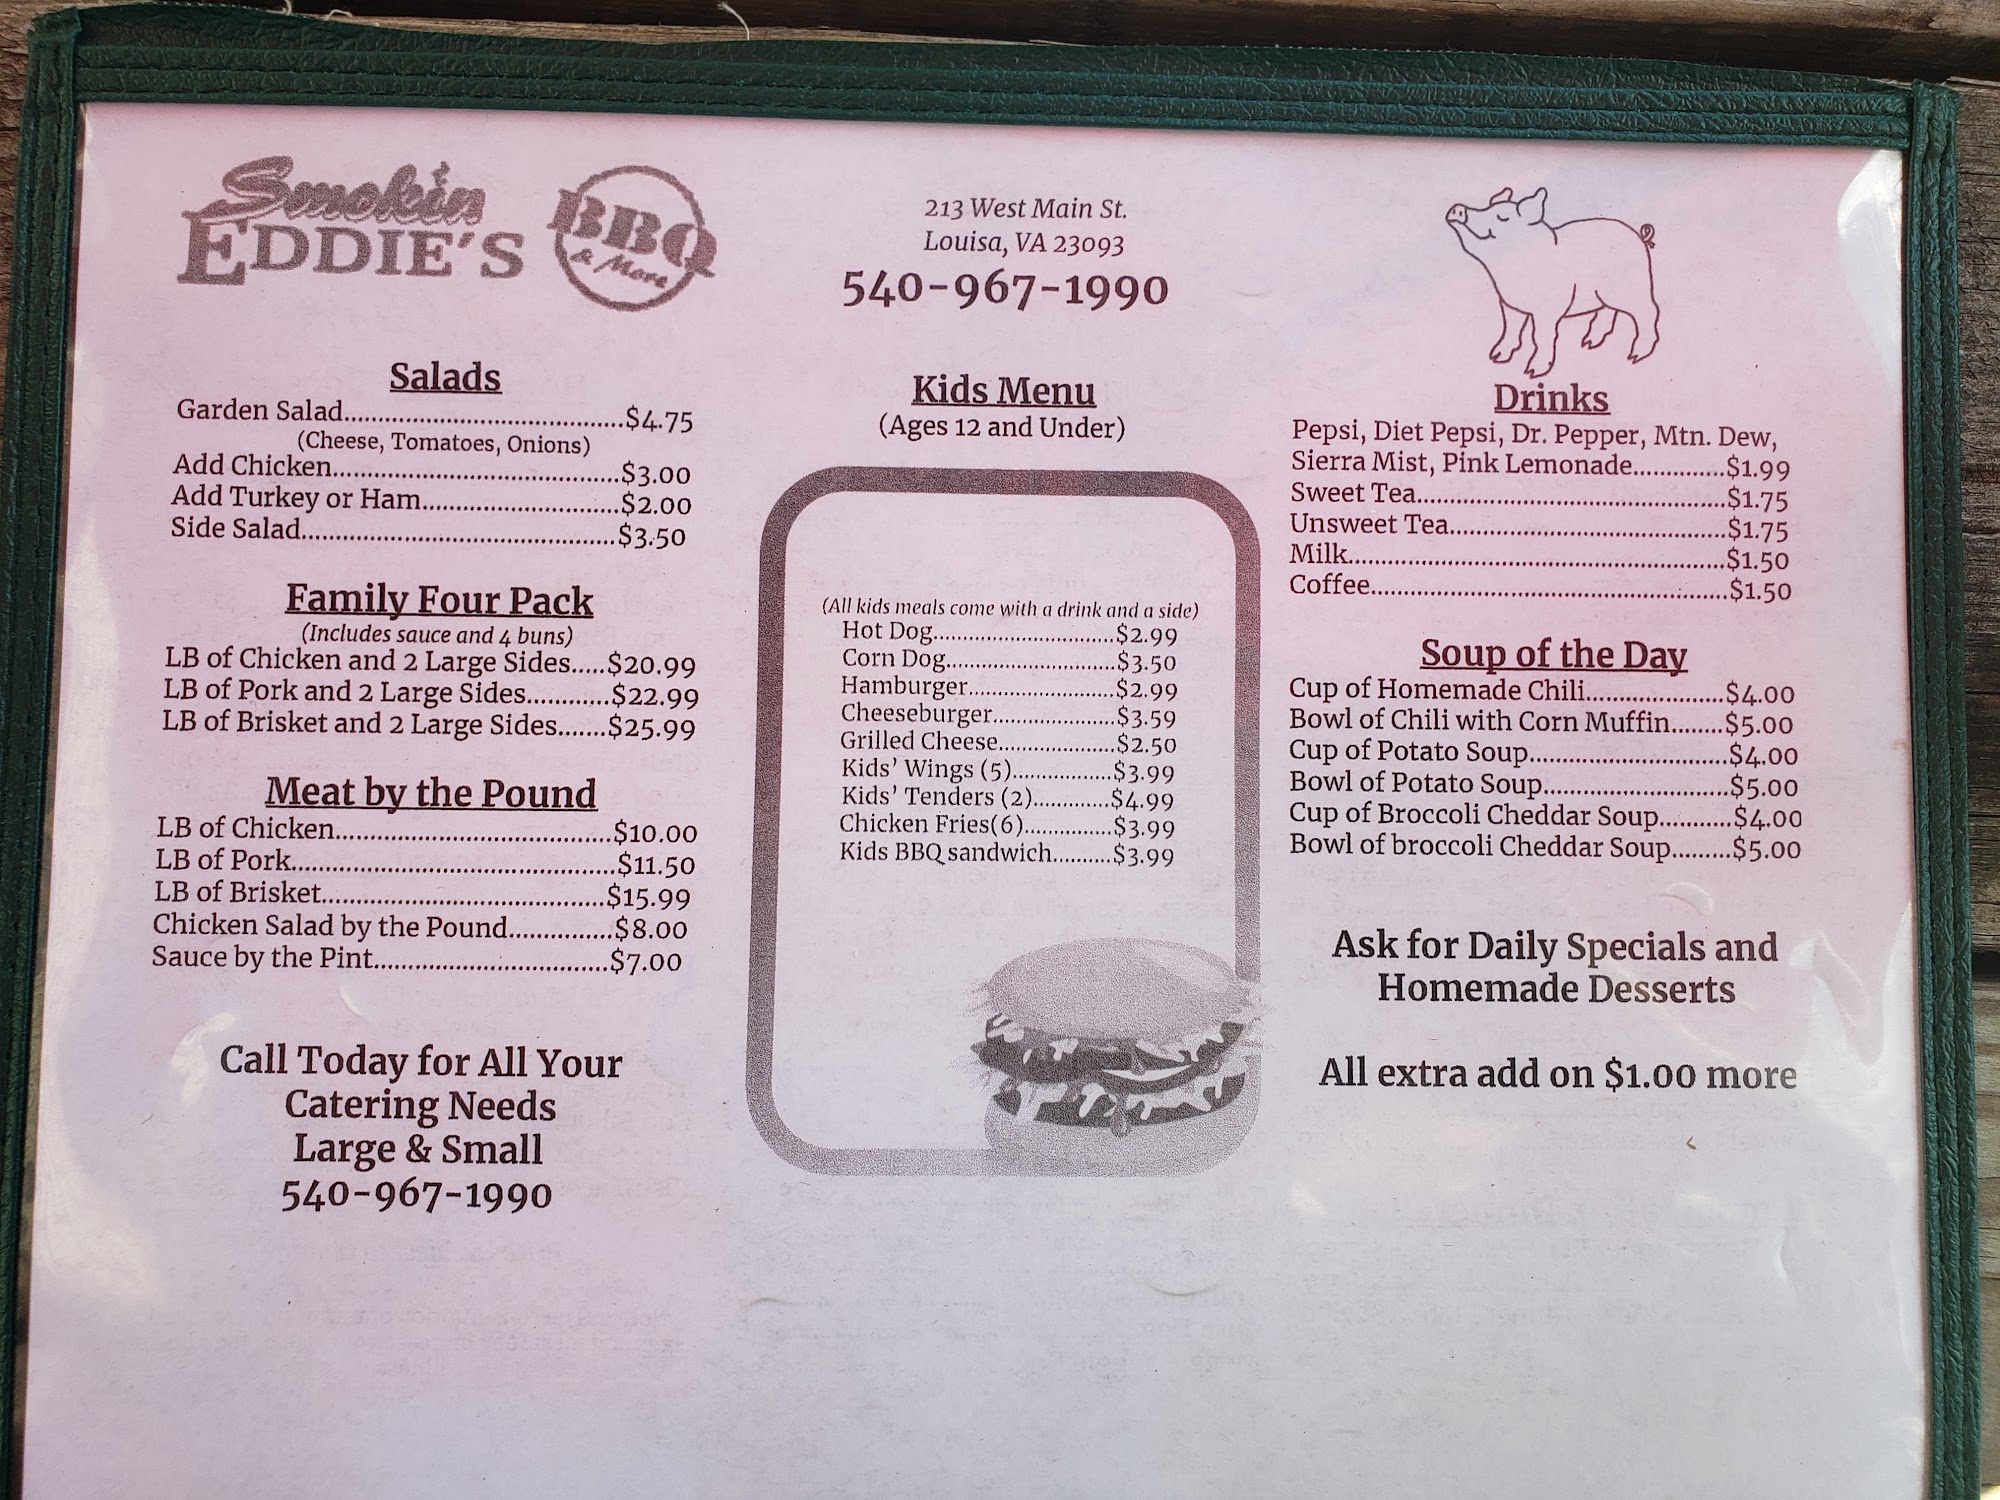 Smokin
EDDIE'S
BBQ
& More
213 West Main St.
Louisa, VA 23093
540-967-1990
Salads
Garden Salad........................................$4.75
(Cheese, Tomatoes, Onions)
Add Chicken.........................................$3.00
Add Turkey or Ham............................$2.00
Side Salad.............................................$3.50
Family Four Pack
(Includes sauce and 4 buns)
LB of Chicken and 2 Large Sides.....$20.99
LB of Pork and 2 Large Sides............$22.99
LB of Brisket and 2 Large Sides.......$25.99
Meat by the Pound
LB of Chicken........................................$10.00
LB of Pork...............................................$11.50
LB of Brisket.........................................$15.99
Chicken Salad by the Pound...............$8.00
Sauce by the Pint..................................$7.00
Call Today for All Your
Catering Needs
Large & Small
540-967-1990
Kids Menu
(Ages 12 and Under)
(All kids meals come with a drink and a side)
Hot Dog..............................$2.99
Corn Dog............................$3.50
Hamburger........................$2.99
Cheeseburger....................$3.59
Grilled Cheese...................$2.50
Kids' Wings (5).................$3.99
Kids' Tenders (2).............$4.99
Chicken Fries(6)...............$3.99
Kids BBQ sandwich..........$3.99
Drinks
Pepsi, Diet Pepsi, Dr. Pepper, Mtn. Dew,
Sierra Mist, Pink Lemonade.............$1.99
Sweet Tea.............................................$1.75
Unsweet Tea........................................$1.75
Milk......................................................$1.50
Coffee...................................................$1.50
Soup of the Day
Cup of Homemade Chili....................$4.00
Bowl of Chili with Corn Muffin.......$5.00
Cup of Potato Soup.............................$4.00
Bowl of Potato Soup...........................$5.00
Cup of Broccoli Cheddar Soup..........$4.00
Bowl of broccoli Cheddar Soup.........$5.00
Ask for Daily Specials and
Homemade Desserts
All extra add on $1.00 more